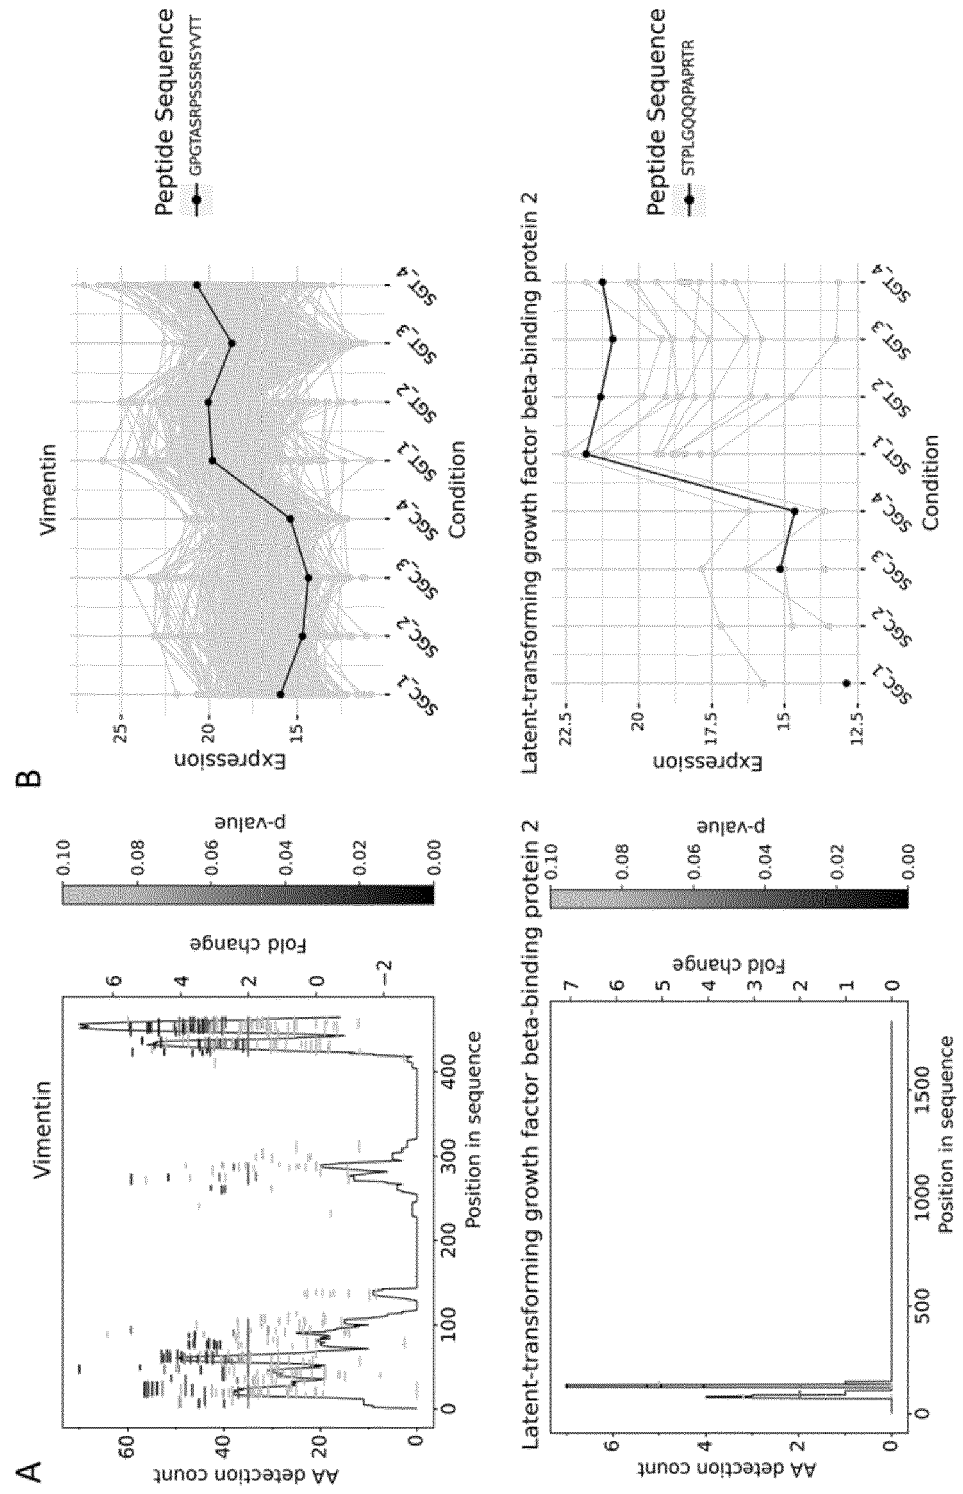 A
Vimentin
AA detection count
60
40
20
0
0
100
200
300
400
Position in sequence
6
4
2
0
−2
Fold change
0.10
0.08
0.06
0.04
0.02
0.00
p-value
Latent-transforming growth factor beta-binding protein 2
AA detection count
6
4
2
0
0
500
1000
1500
Position in sequence
7
6
5
4
3
2
1
0
Fold change
0.10
0.08
0.06
0.04
0.02
0.00
p-value
B
Vimentin
Expression
25
20
15
SGC_1
SGC_2
SGC_3
SGC_4
SGT_1
SGT_2
SGT_3
SGT_4
Condition
Peptide Sequence
GPGTASRPSSSRSYVTT
Latent-transforming growth factor beta-binding protein 2
Expression
22.5
20
17.5
15
12.5
SGC_1
SGC_2
SGC_3
SGC_4
SGT_1
SGT_2
SGT_3
SGT_4
Condition
Peptide Sequence
STPLGQQQPAPRTR